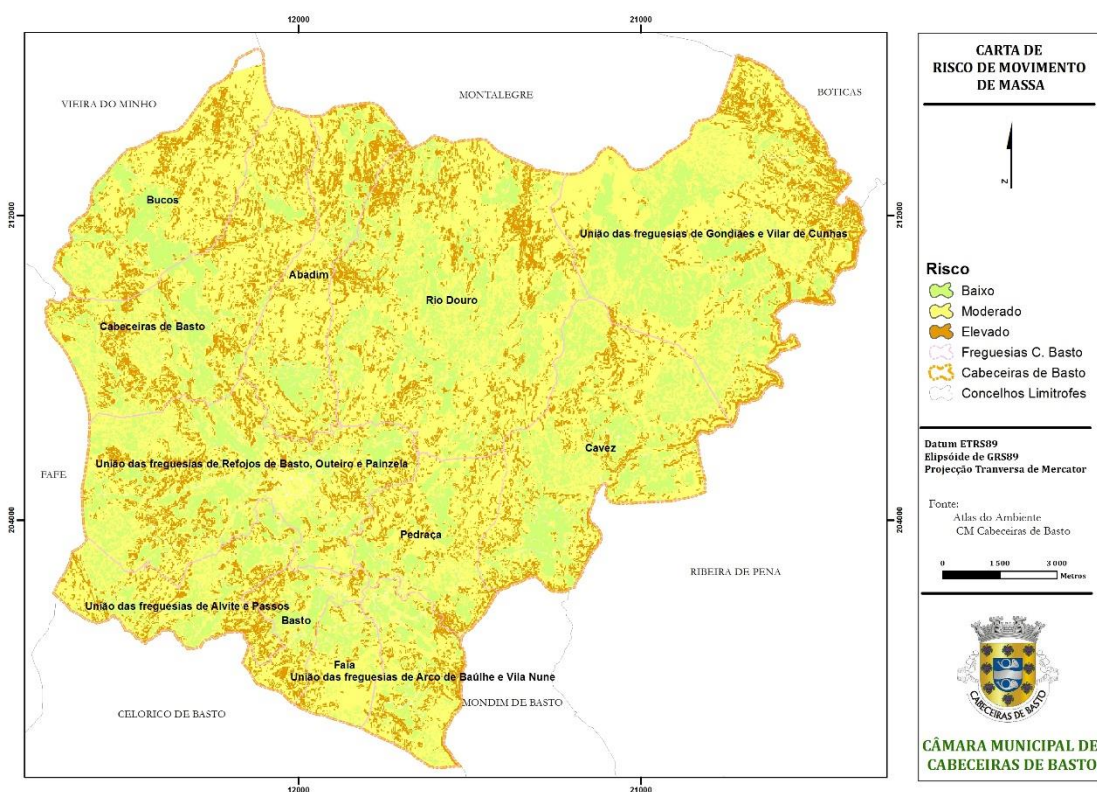 12000
21000
VIEIRA DO MINHO
MONTALEGRE
BOTICAS
212000
212000
Bucos
União das freguesias de Gondiães e Vilar de Cunhas
Abadim
Rio Douro
Cabeceiras de Basto
União das freguesias de Refojos de Basto, Outeiro e Painzela
Cavez
FAFE
204000
204000
Pedraça
RIBEIRA DE PENA
União das freguesias de Alvite e Passos
Basto
Faia
União das freguesias de Arco de Baúlhe e Vila Nune
MONDIM DE BASTO
CELORICO DE BASTO
12000
21000
CARTA DE
RISCO DE MOVIMENTO
DE MASSA
N
Risco
Baixo
Moderado
Elevado
Freguesias C. Basto
Cabeceiras de Basto
Concelhos Limitrofes
Datum ETRS89
Elipsóide de GRS89
Projecção Tranversa de Mercator
Fonte:
Atlas do Ambiente
CM Cabeceiras de Basto
0 1 500 3 000
Metros
CABECEIRAS DE BASTO
CÂMARA MUNICIPAL DE
CABECEIRAS DE BASTO